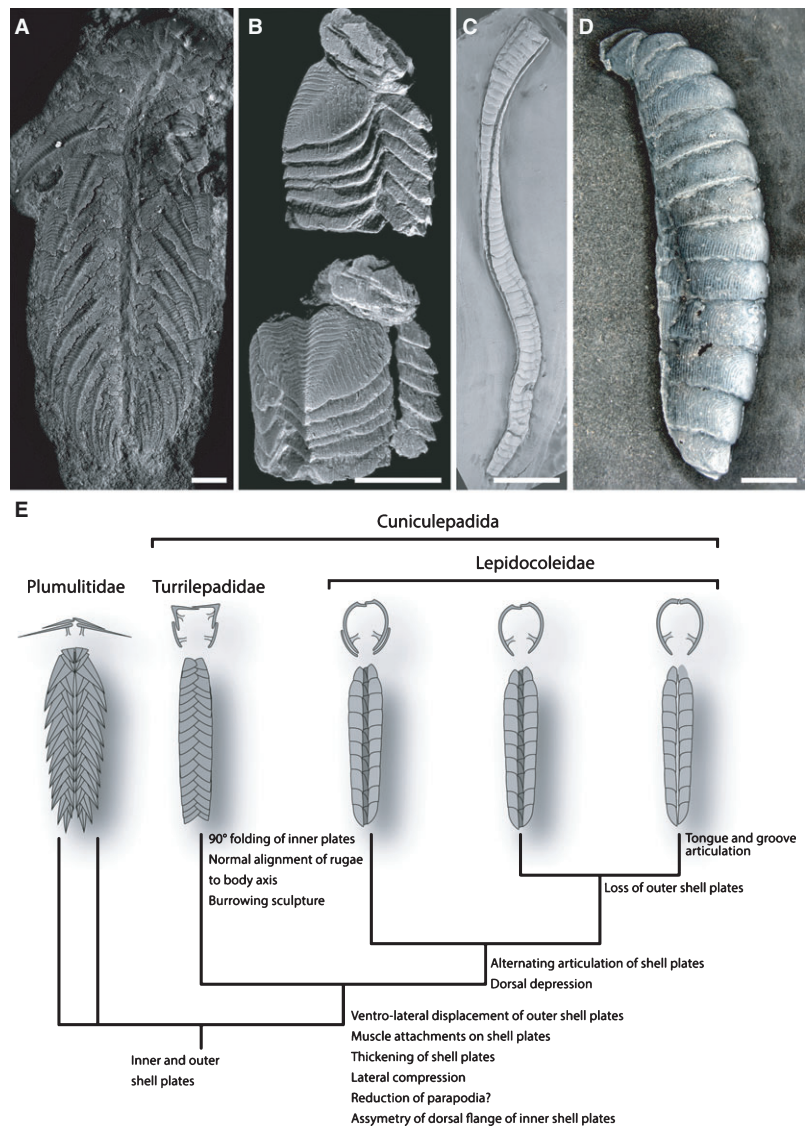 A
B
C
D
E
Cuniculepadida
Lepidocoleidae
Plumulitidae
Turrilepadidae
90° folding of inner plates
Normal alignment of rugae
to body axis
Burrowing sculpture
Tongue and groove
articulation
Loss of outer shell plates
Alternating articulation of shell plates
Dorsal depression
Ventro-lateral displacement of outer shell plates
Muscle attachments on shell plates
Thickening of shell plates
Lateral compression
Reduction of parapodia?
Assymetry of dorsal flange of inner shell plates
Inner and outer
shell plates